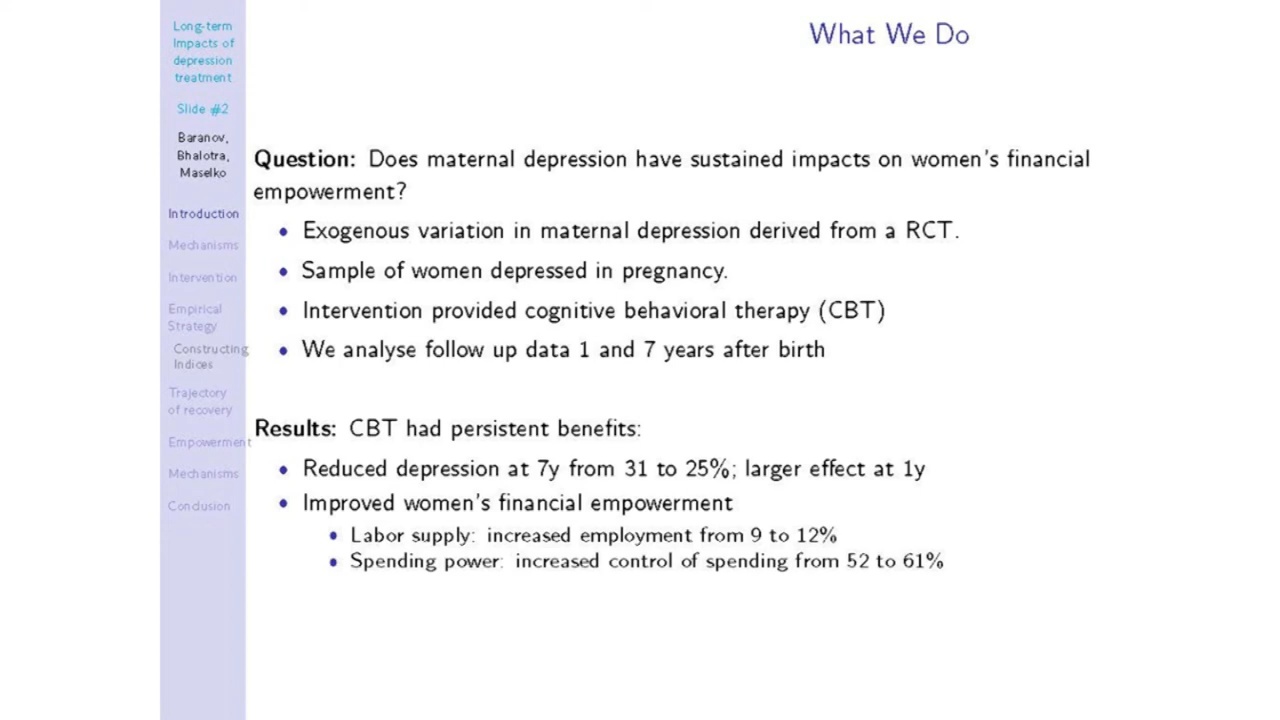 Long-term
Impacts of
depression
treatment
Slide #2
Baranov,
Bhalotra,
Maselko
Introduction
Mechanisms
Intervention
Empirical
Strategy
Constructing
Indices
Trajectory
of recovery
Empowerment
Mechanisms
Conclusion
What We Do
Question: Does maternal depression have sustained impacts on women's financial
empowerment?
• Exogenous variation in maternal depression derived from a RCT.
• Sample of women depressed in pregnancy.
• Intervention provided cognitive behavioral therapy (CBT)
• We analyse follow up data 1 and 7 years after birth
Results: CBT had persistent benefits:
• Reduced depression at 7y from 31 to 25%; larger effect at 1y
• Improved women's financial empowerment
• Labor supply: increased employment from 9 to 12%
• Spending power: increased control of spending from 52 to 61%